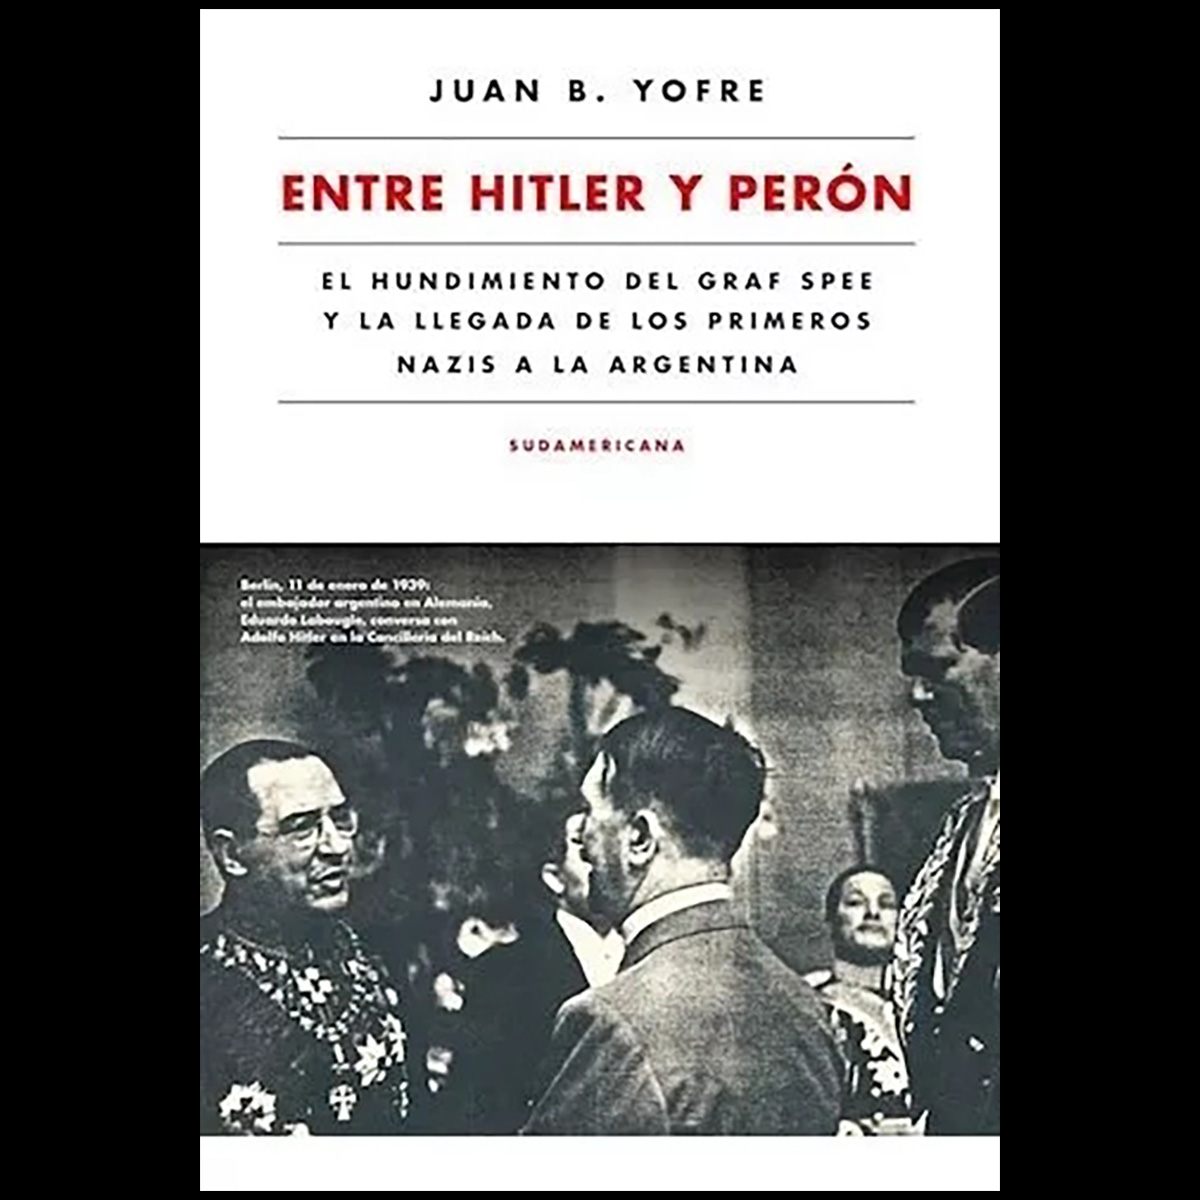 JUAN B. YOFRE
ENTRE HITLER Y PERÓN
EL HUNDIMIENTO DEL GRAF SPEE
Y LA LLEGADA DE LOS PRIMEROS
NAZIS A LA ARGENTINA
SUDAMERICANA
Berlín, 11 de enero de 1939:
el embajador argentino en Alemania,
Eduardo Labougle, conversa con
Adolfo Hitler en la Cancillería del Reich.